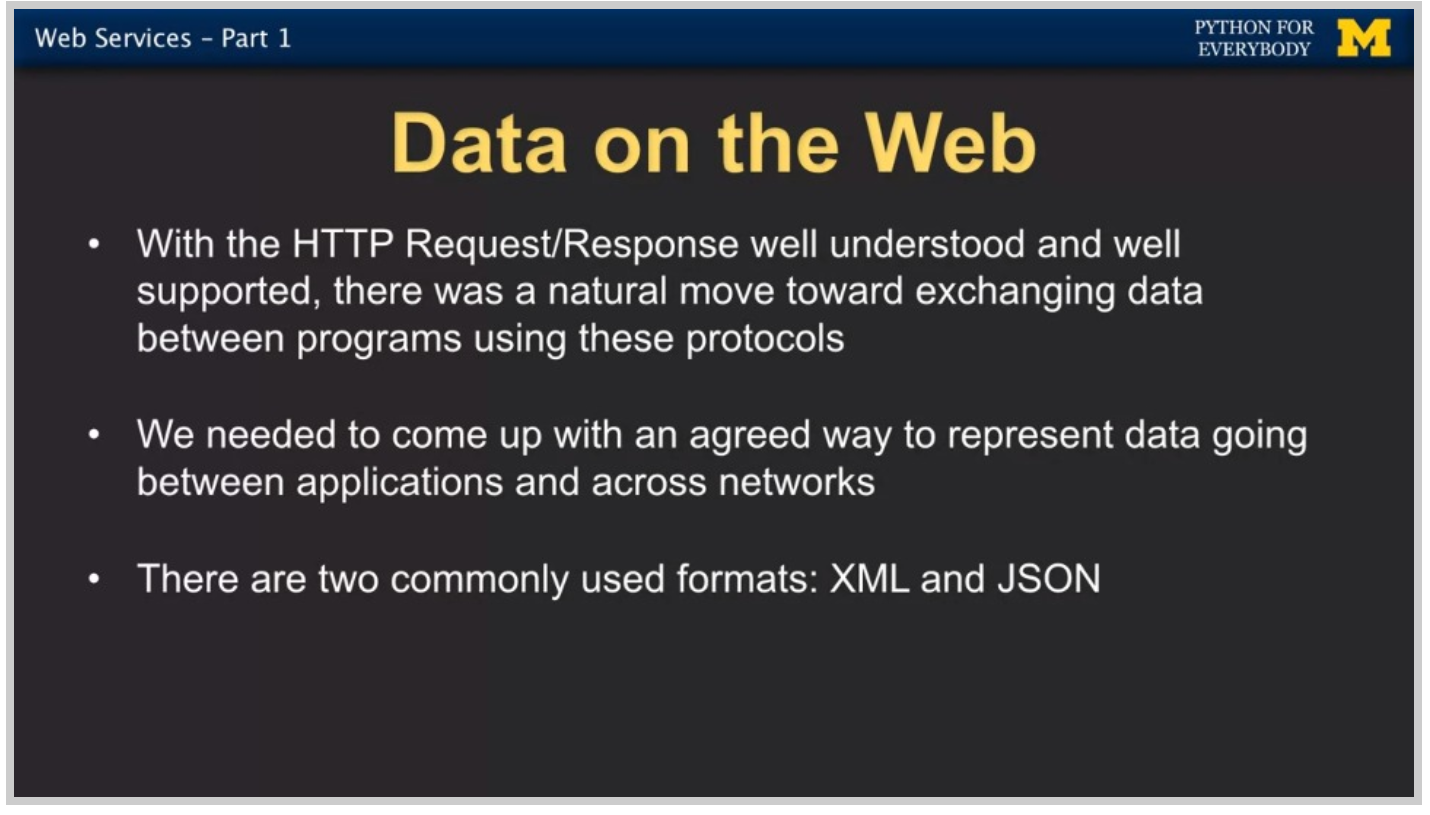 Web Services – Part 1
PYTHON FOR
EVERYBODY
M
Data on the Web
• With the HTTP Request/Response well understood and well
supported, there was a natural move toward exchanging data
between programs using these protocols
• We needed to come up with an agreed way to represent data going
between applications and across networks
• There are two commonly used formats: XML and JSON